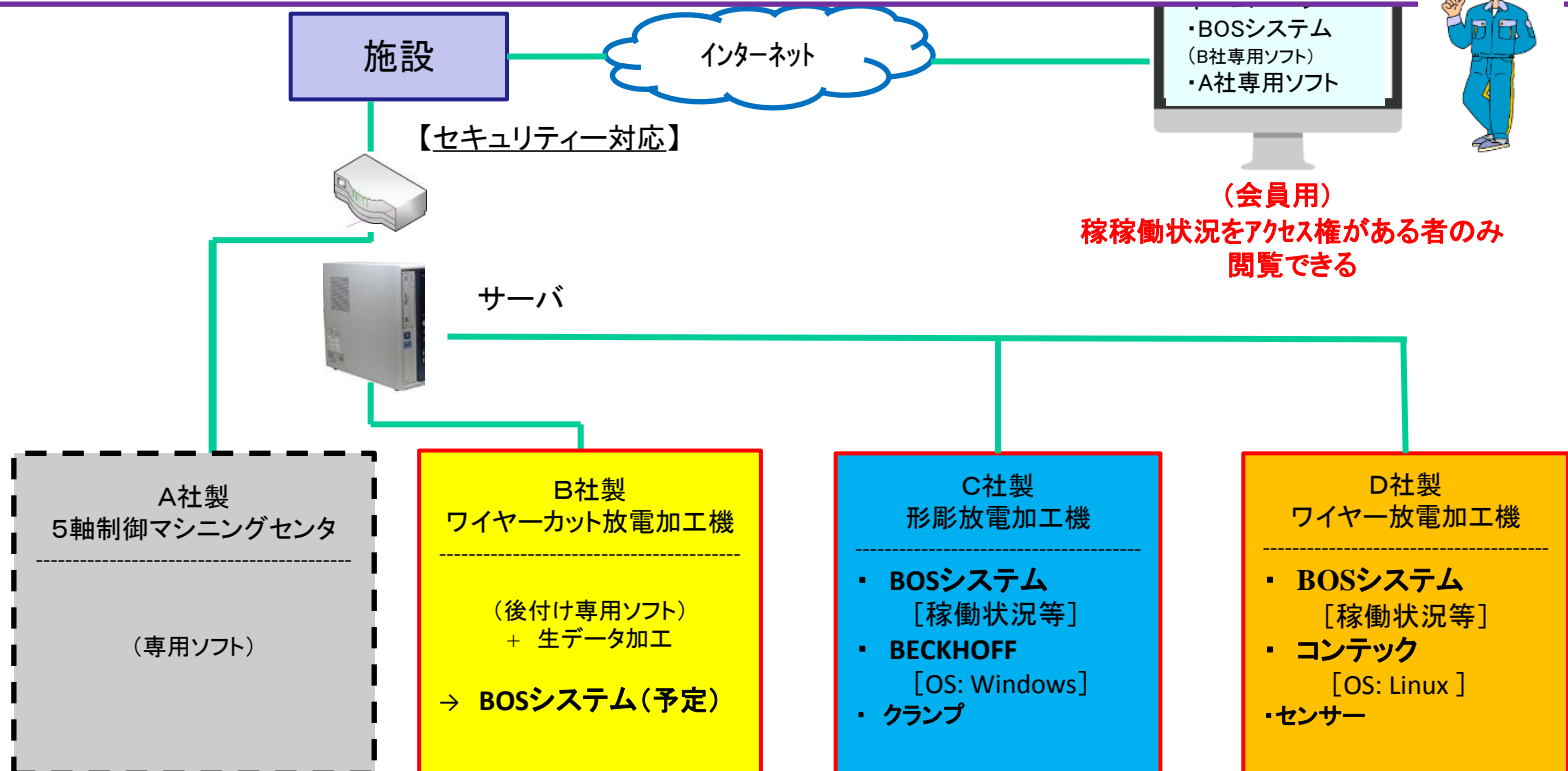 施設
インターネット
・BOSシステム
（B社専用ソフト）
・A社専用ソフト
【セキュリティー対応】
（会員用）
稼稼働状況をアクセス権がある者のみ
閲覧できる
サーバ
A社製
５軸制御マシニングセンタ
-------------------------------------------
（専用ソフト）
B社製
ワイヤーカット放電加工機
-----------------------------------------
（後付け専用ソフト）
+ 生データ加工
→ BOSシステム（予定）
C社製
形彫放電加工機
---------------------------------------
・ BOSシステム
［稼働状況等］
・ BECKHOFF
［OS: Windows］
・ クランプ
D社製
ワイヤー放電加工機
---------------------------------------
・ BOSシステム
［稼働状況等］
・ コンテック
［OS: Linux ］
・センサー